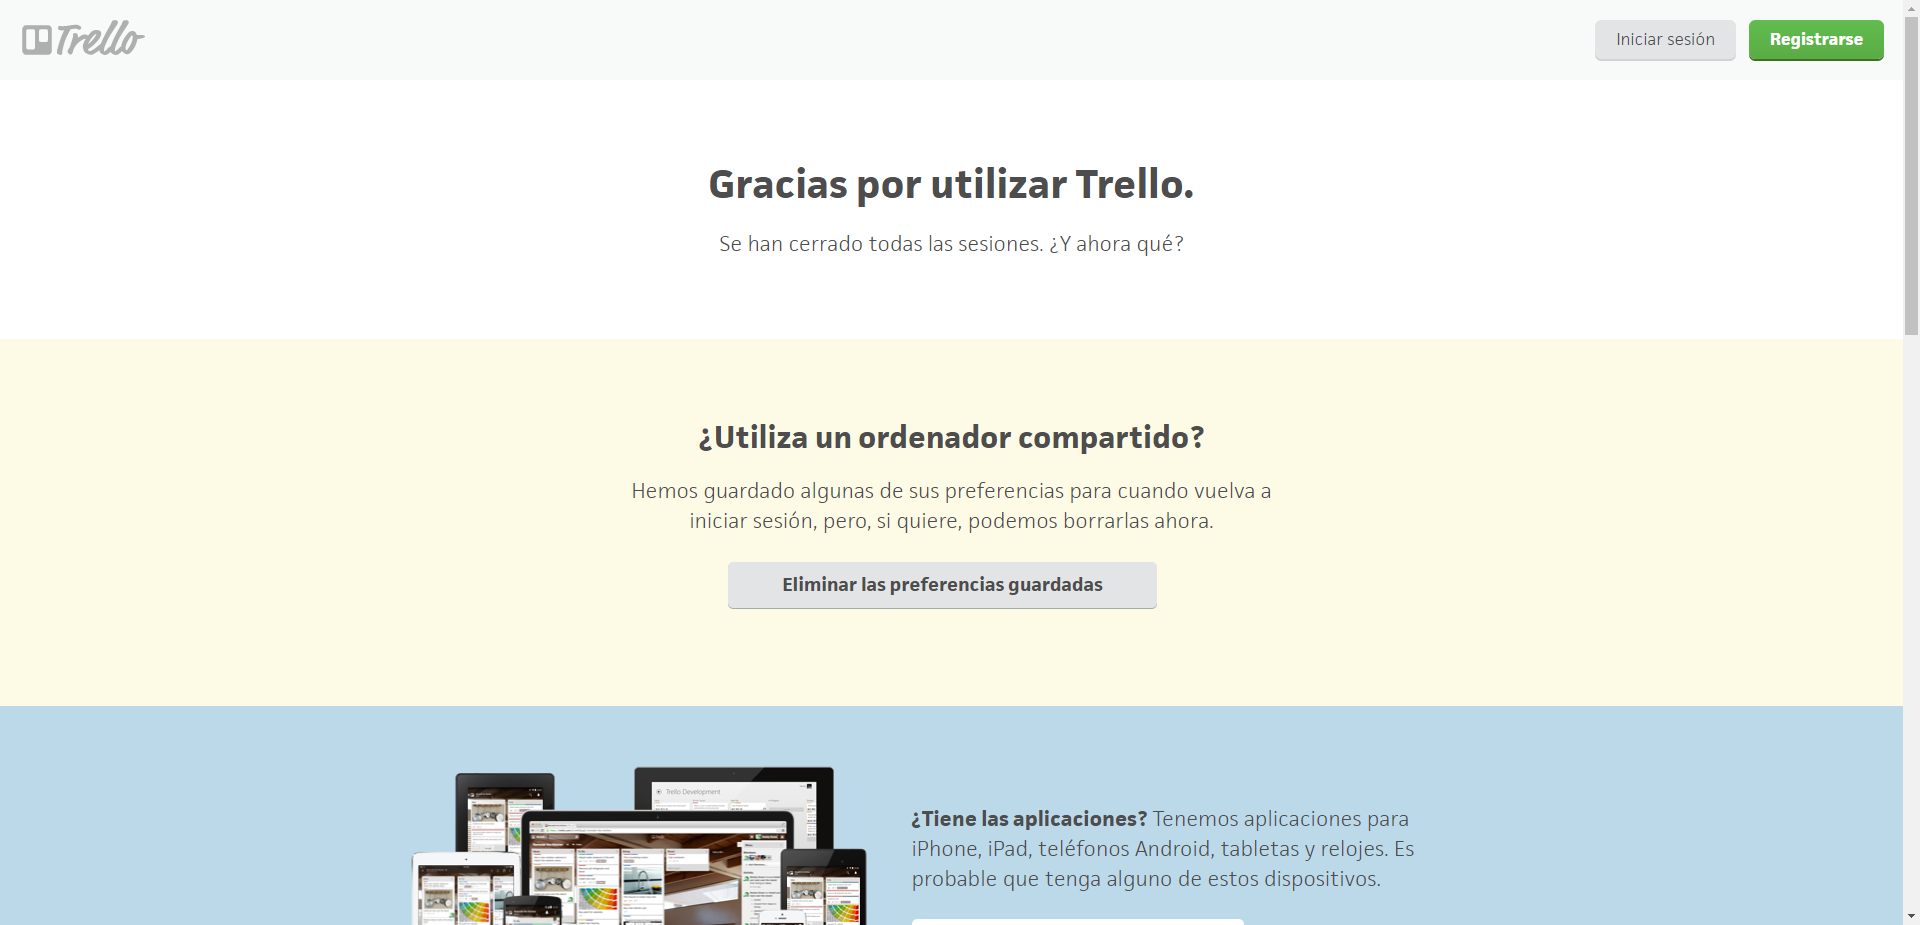 Trello
Iniciar sesión
Registrarse
Gracias por utilizar Trello.
Se han cerrado todas las sesiones. ¿Y ahora qué?
¿Utiliza un ordenador compartido?
Hemos guardado algunas de sus preferencias para cuando vuelva a
iniciar sesión, pero, si quiere, podemos borrarlas ahora.
Eliminar las preferencias guardadas
Trello Development
¿Tiene las aplicaciones? Tenemos aplicaciones para
iPhone, iPad, teléfonos Android, tabletas y relojes. Es
probable que tenga alguno de estos dispositivos.